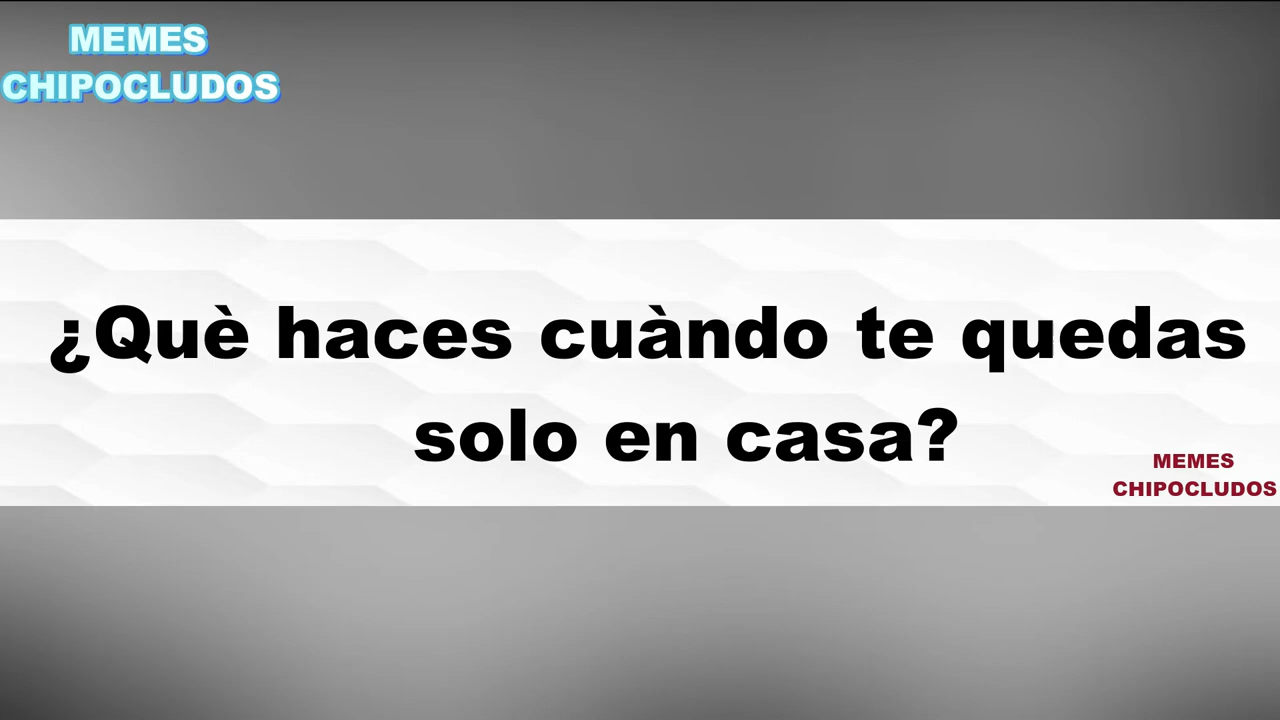 MEMES
CHIPOCLUDOS
¿Què haces cuàndo te quedas
solo en casa?
MEMES
CHIPOCLUDOS